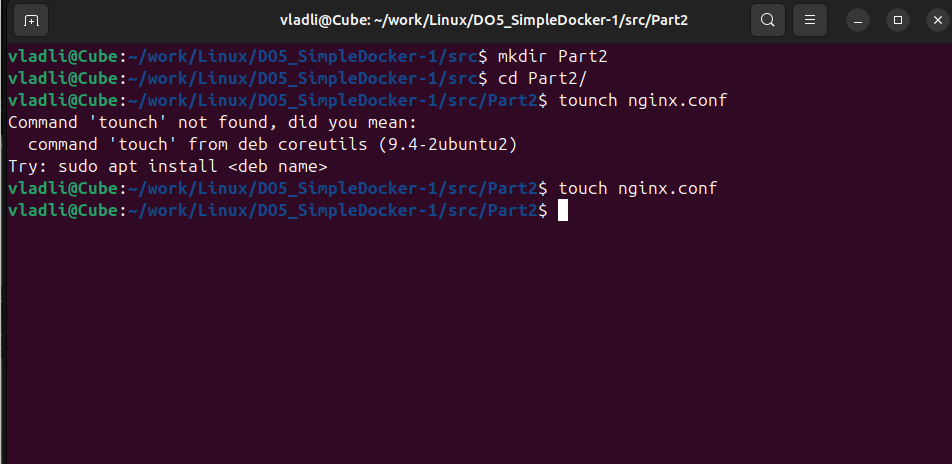 vladli@Cube: ~/work/Linux/DO5_SimpleDocker-1/src/Part2
vladli@Cube:~/work/Linux/DO5_SimpleDocker-1/src$ mkdir Part2
vladli@Cube:~/work/Linux/DO5_SimpleDocker-1/src$ cd Part2/
vladli@Cube:~/work/Linux/DO5_SimpleDocker-1/src/Part2$ tounch nginx.conf
Command 'tounch' not found, did you mean:
  command 'touch' from deb coreutils (9.4-2ubuntu2)
Try: sudo apt install <deb name>
vladli@Cube:~/work/Linux/DO5_SimpleDocker-1/src/Part2$ touch nginx.conf
vladli@Cube:~/work/Linux/DO5_SimpleDocker-1/src/Part2$